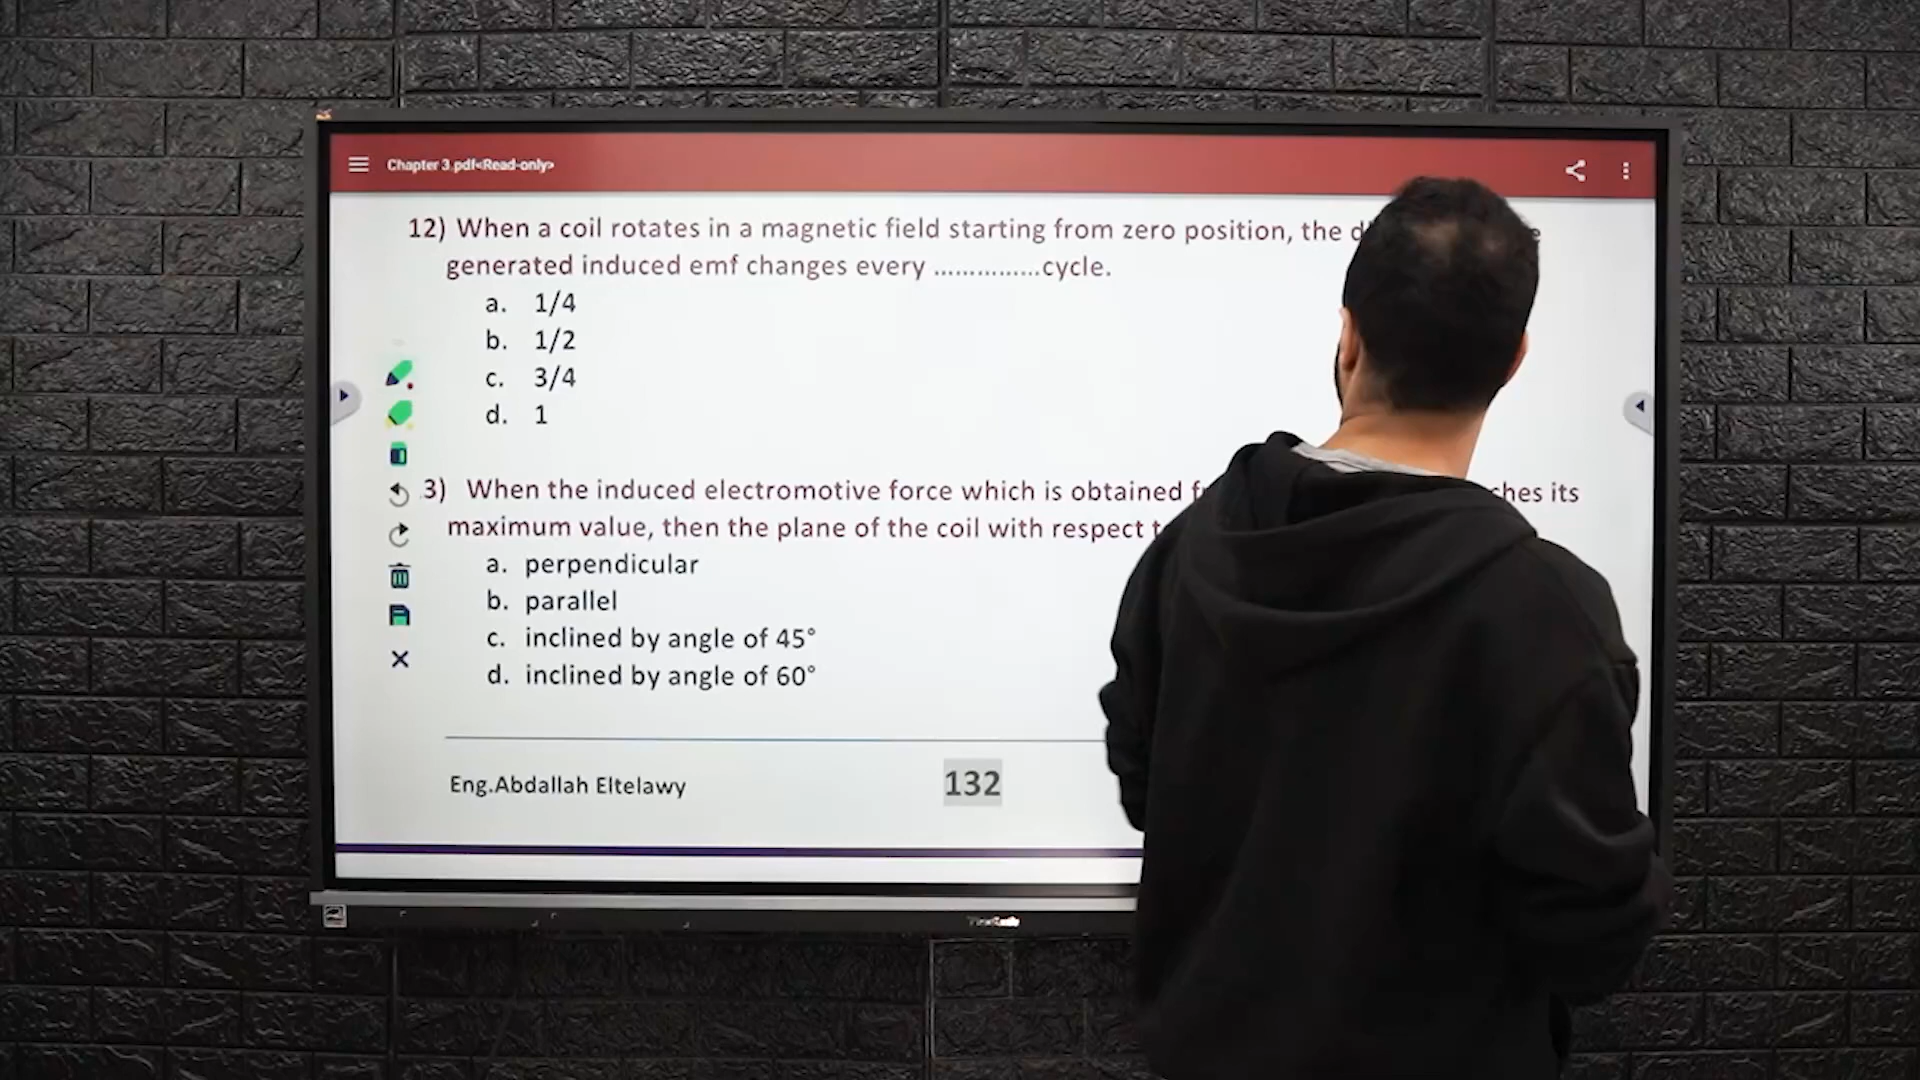 Chapter 3.pdf<Read-only>
12) When a coil rotates in a magnetic field starting from zero position, the
generated induced emf changes every ...............cycle.
a. 1/4
b. 1/2
c. 3/4
d. 1
3) When the induced electromotive force which is obtained its
maximum value, then the plane of the coil with respect
a. perpendicular
b. parallel
c. inclined by angle of 45°
d. inclined by angle of 60°
Eng.Abdallah Eltelawy
132